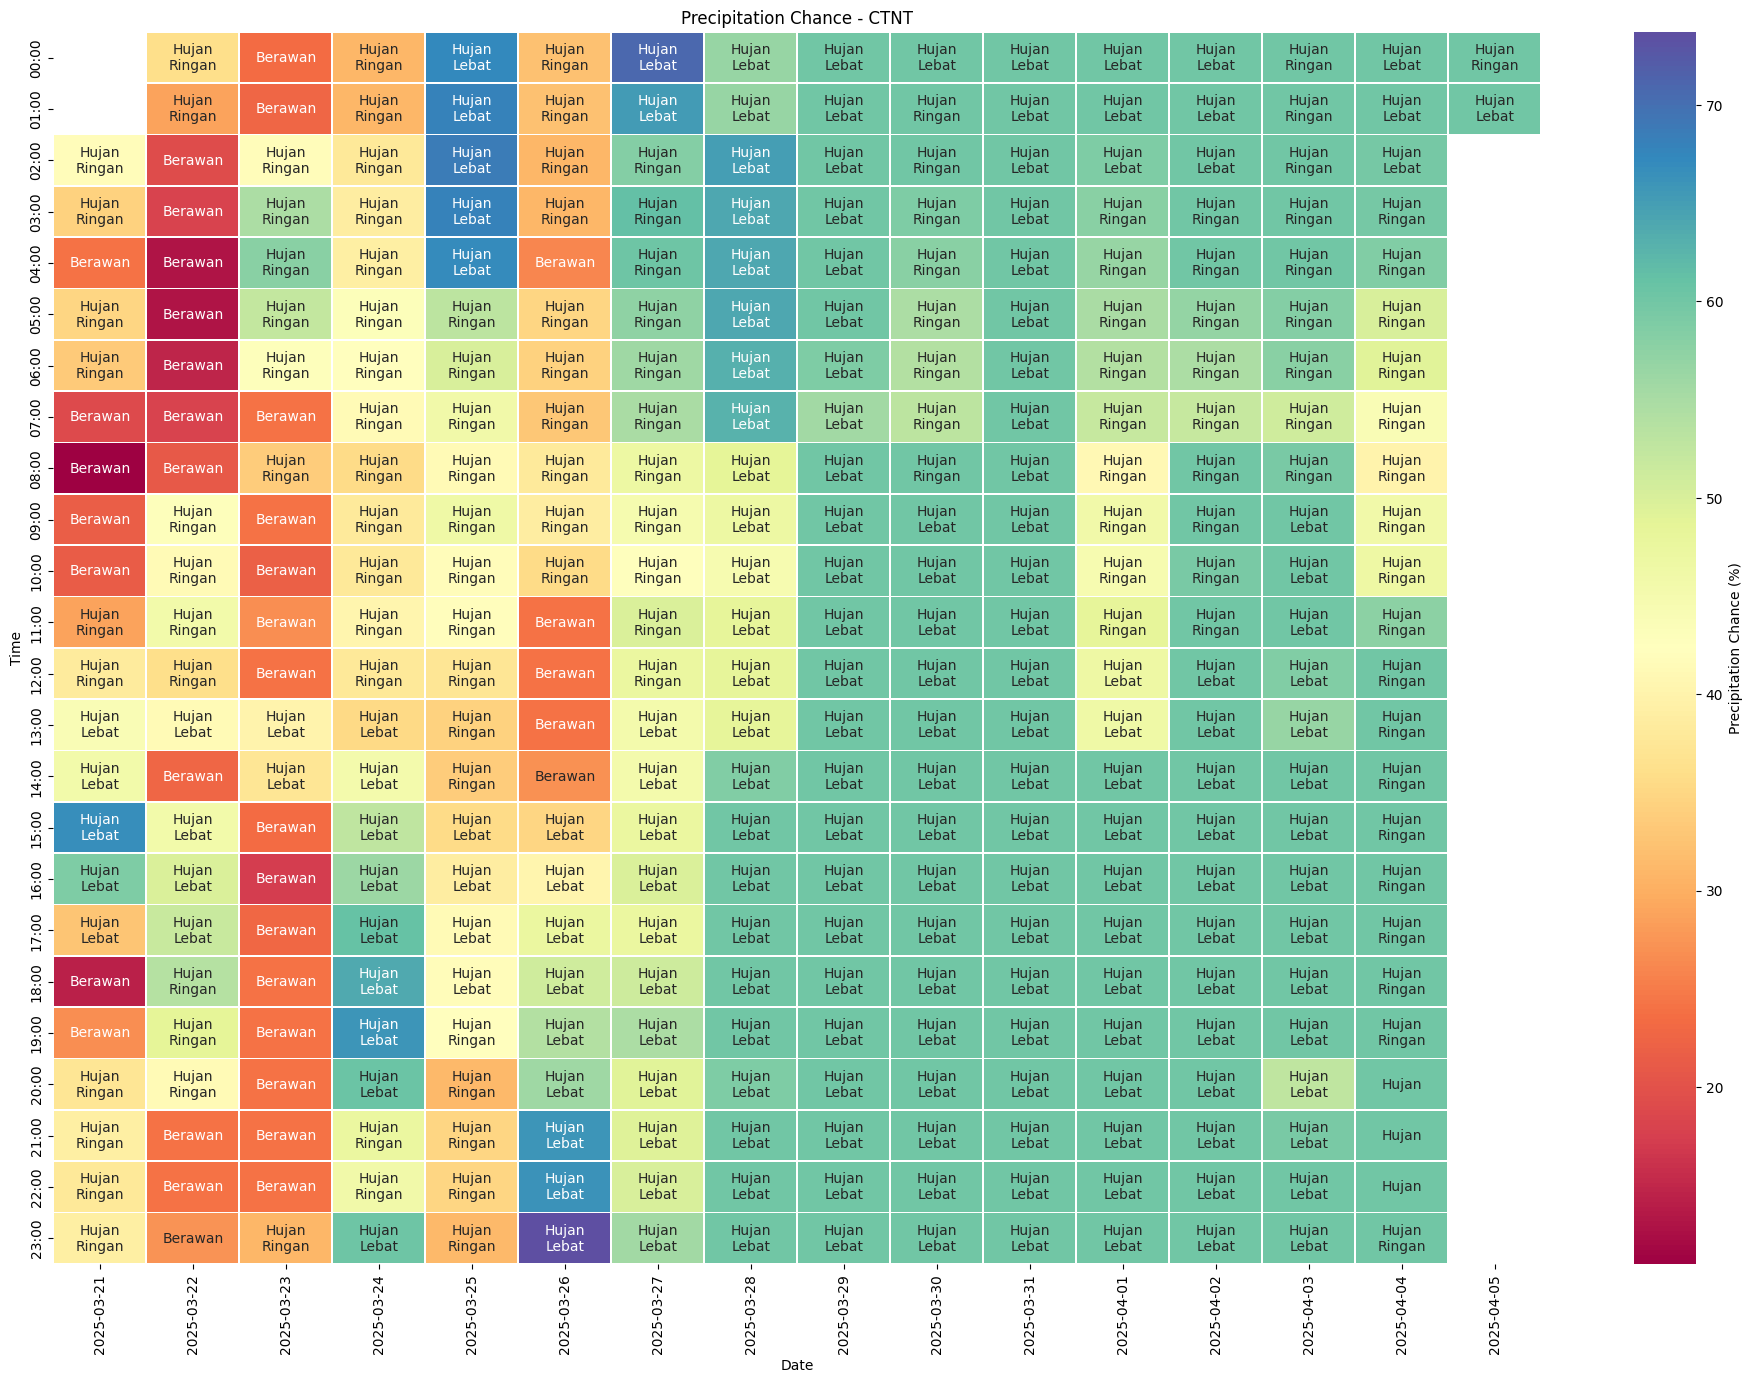 Precipitation Chance - CTNT
00:00 Hujan Ringan Berawan Hujan Ringan Hujan Lebat Hujan Ringan Hujan Lebat Hujan Lebat Hujan Lebat Hujan Lebat Hujan Lebat Hujan Lebat Hujan Lebat Hujan Ringan Hujan Lebat Hujan Ringan
01:00 Hujan Ringan Berawan Hujan Ringan Hujan Lebat Hujan Ringan Hujan Lebat Hujan Lebat Hujan Lebat Hujan Ringan Hujan Lebat Hujan Lebat Hujan Lebat Hujan Ringan Hujan Lebat Hujan Lebat
02:00 Hujan Ringan Berawan Hujan Ringan Hujan Ringan Hujan Lebat Hujan Ringan Hujan Ringan Hujan Lebat Hujan Lebat Hujan Ringan Hujan Lebat Hujan Lebat Hujan Lebat Hujan Ringan Hujan Lebat
03:00 Hujan Ringan Berawan Hujan Ringan Hujan Ringan Hujan Lebat Hujan Ringan Hujan Ringan Hujan Lebat Hujan Lebat Hujan Ringan Hujan Lebat Hujan Ringan Hujan Ringan Hujan Ringan Hujan Ringan
04:00 Berawan Berawan Hujan Ringan Hujan Ringan Hujan Lebat Berawan Hujan Ringan Hujan Lebat Hujan Lebat Hujan Ringan Hujan Lebat Hujan Ringan Hujan Ringan Hujan Ringan Hujan Ringan
05:00 Hujan Ringan Berawan Hujan Ringan Hujan Ringan Hujan Ringan Hujan Ringan Hujan Ringan Hujan Lebat Hujan Lebat Hujan Ringan Hujan Lebat Hujan Ringan Hujan Ringan Hujan Ringan Hujan Ringan
06:00 Hujan Ringan Berawan Hujan Ringan Hujan Ringan Hujan Ringan Hujan Ringan Hujan Ringan Hujan Lebat Hujan Lebat Hujan Ringan Hujan Lebat Hujan Ringan Hujan Ringan Hujan Ringan Hujan Ringan
07:00 Berawan Berawan Berawan Hujan Ringan Hujan Ringan Hujan Ringan Hujan Ringan Hujan Lebat Hujan Lebat Hujan Ringan Hujan Lebat Hujan Ringan Hujan Ringan Hujan Ringan Hujan Ringan
08:00 Berawan Berawan Hujan Ringan Hujan Ringan Hujan Ringan Hujan Ringan Hujan Ringan Hujan Lebat Hujan Lebat Hujan Ringan Hujan Lebat Hujan Ringan Hujan Ringan Hujan Ringan Hujan Ringan
09:00 Berawan Hujan Ringan Berawan Hujan Ringan Hujan Ringan Hujan Ringan Hujan Ringan Hujan Lebat Hujan Lebat Hujan Lebat Hujan Lebat Hujan Ringan Hujan Ringan Hujan Lebat Hujan Ringan
10:00 Berawan Hujan Ringan Berawan Hujan Ringan Hujan Ringan Hujan Ringan Hujan Ringan Hujan Lebat Hujan Lebat Hujan Lebat Hujan Lebat Hujan Ringan Hujan Ringan Hujan Lebat Hujan Ringan
11:00 Hujan Ringan Hujan Ringan Berawan Hujan Ringan Hujan Ringan Berawan Hujan Ringan Hujan Lebat Hujan Lebat Hujan Lebat Hujan Lebat Hujan Ringan Hujan Ringan Hujan Lebat Hujan Ringan
12:00 Hujan Ringan Hujan Ringan Berawan Hujan Ringan Hujan Ringan Berawan Hujan Ringan Hujan Lebat Hujan Lebat Hujan Lebat Hujan Lebat Hujan Lebat Hujan Lebat Hujan Lebat Hujan Ringan
13:00 Hujan Lebat Hujan Lebat Hujan Lebat Hujan Lebat Hujan Ringan Berawan Hujan Lebat Hujan Lebat Hujan Lebat Hujan Lebat Hujan Lebat Hujan Lebat Hujan Lebat Hujan Lebat Hujan Ringan
14:00 Hujan Lebat Berawan Hujan Lebat Hujan Lebat Hujan Ringan Berawan Hujan Lebat Hujan Lebat Hujan Lebat Hujan Lebat Hujan Lebat Hujan Lebat Hujan Lebat Hujan Lebat Hujan Ringan
15:00 Hujan Lebat Hujan Lebat Berawan Hujan Lebat Hujan Lebat Hujan Lebat Hujan Lebat Hujan Lebat Hujan Lebat Hujan Lebat Hujan Lebat Hujan Lebat Hujan Lebat Hujan Lebat Hujan Ringan
16:00 Hujan Lebat Hujan Lebat Berawan Hujan Lebat Hujan Lebat Hujan Lebat Hujan Lebat Hujan Lebat Hujan Lebat Hujan Lebat Hujan Lebat Hujan Lebat Hujan Lebat Hujan Lebat Hujan Ringan
17:00 Hujan Lebat Hujan Lebat Berawan Hujan Lebat Hujan Lebat Hujan Lebat Hujan Lebat Hujan Lebat Hujan Lebat Hujan Lebat Hujan Lebat Hujan Lebat Hujan Lebat Hujan Lebat Hujan Ringan
18:00 Berawan Hujan Ringan Berawan Hujan Lebat Hujan Lebat Hujan Lebat Hujan Lebat Hujan Lebat Hujan Lebat Hujan Lebat Hujan Lebat Hujan Lebat Hujan Lebat Hujan Lebat Hujan Ringan
19:00 Berawan Hujan Ringan Berawan Hujan Lebat Hujan Ringan Hujan Lebat Hujan Lebat Hujan Lebat Hujan Lebat Hujan Lebat Hujan Lebat Hujan Lebat Hujan Lebat Hujan Lebat Hujan Ringan
20:00 Hujan Ringan Hujan Ringan Berawan Hujan Lebat Hujan Ringan Hujan Lebat Hujan Lebat Hujan Lebat Hujan Lebat Hujan Lebat Hujan Lebat Hujan Lebat Hujan Lebat Hujan Lebat Hujan
21:00 Hujan Ringan Berawan Berawan Hujan Ringan Hujan Ringan Hujan Lebat Hujan Lebat Hujan Lebat Hujan Lebat Hujan Lebat Hujan Lebat Hujan Lebat Hujan Lebat Hujan Lebat Hujan
22:00 Hujan Ringan Berawan Berawan Hujan Ringan Hujan Ringan Hujan Lebat Hujan Lebat Hujan Lebat Hujan Lebat Hujan Lebat Hujan Lebat Hujan Lebat Hujan Lebat Hujan Lebat Hujan
23:00 Hujan Ringan Berawan Hujan Ringan Hujan Lebat Hujan Ringan Hujan Lebat Hujan Lebat Hujan Lebat Hujan Lebat Hujan Lebat Hujan Lebat Hujan Lebat Hujan Lebat Hujan Lebat Hujan Ringan
Time
2025-03-21 2025-03-22 2025-03-23 2025-03-24 2025-03-25 2025-03-26 2025-03-27 2025-03-28 2025-03-29 2025-03-30 2025-03-31 2025-04-01 2025-04-02 2025-04-03 2025-04-04 2025-04-05
Date
70
60
50
40
30
20
Precipitation Chance (%)